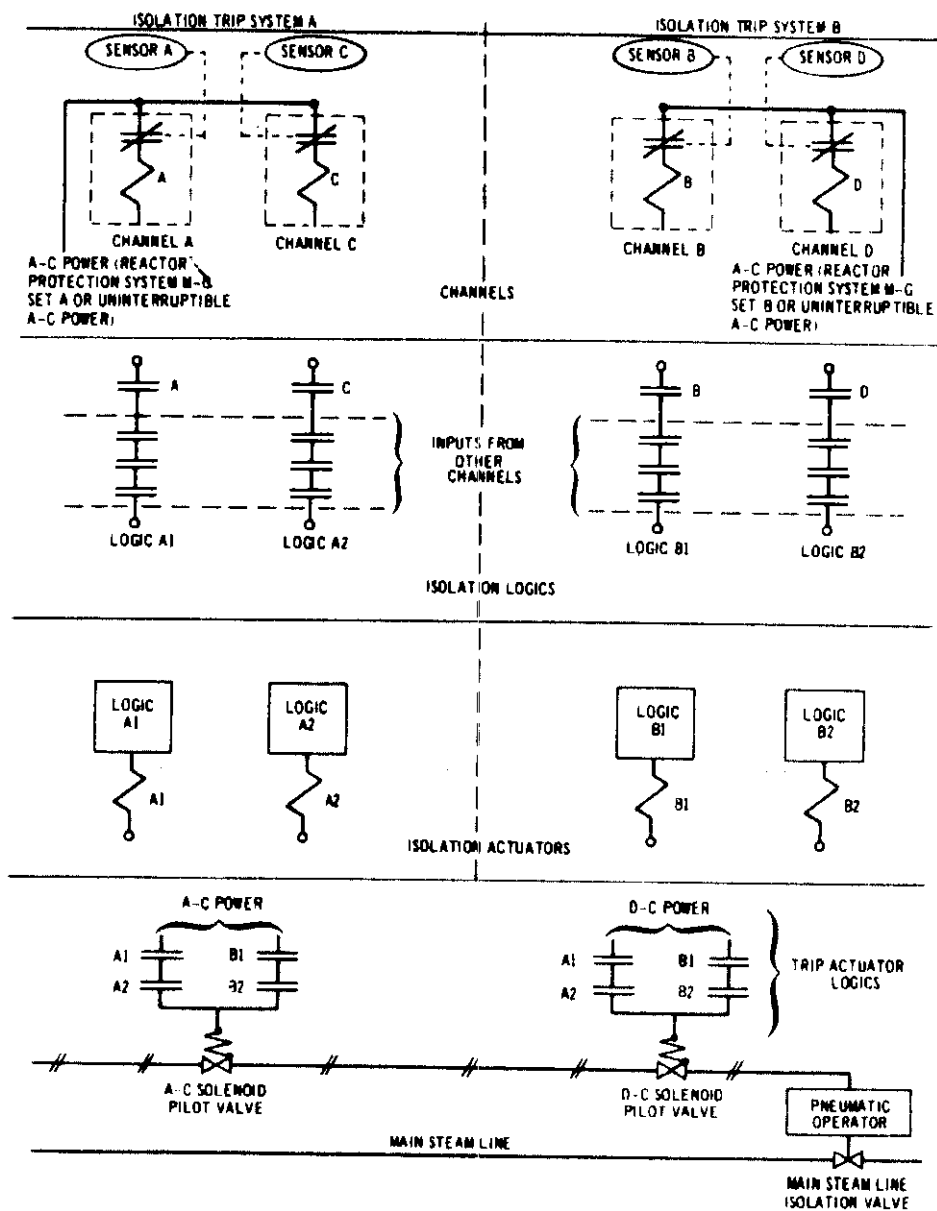 ISOLATION TRIP SYSTEM A
ISOLATION TRIP SYSTEM B
SENSOR A
SENSOR C
SENSOR B
SENSOR D
A
C
B
D
CHANNEL A
CHANNEL C
CHANNEL B
CHANNEL D
A-C POWER (REACTOR
PROTECTION SYSTEM M-G
SET A OR UNINTERRUPTIBLE
A-C POWER)
CHANNELS
A-C POWER (REACTOR
PROTECTION SYSTEM M-G
SET B OR UNINTERRUPTIBLE
A-C POWER)
A
C
B
D
INPUTS FROM
OTHER
CHANNELS
LOGIC A1
LOGIC A2
LOGIC B1
LOGIC B2
ISOLATION LOGICS
LOGIC
A1
LOGIC
A2
LOGIC
B1
LOGIC
B2
A1
A2
B1
B2
ISOLATION ACTUATORS
A-C POWER
D-C POWER
A1
B1
A1
B1
A2
B2
A2
B2
TRIP ACTUATOR
LOGICS
A-C SOLENOID
PILOT VALVE
D-C SOLENOID
PILOT VALVE
PNEUMATIC
OPERATOR
MAIN STEAM LINE
MAIN STEAM LINE
ISOLATION VALVE